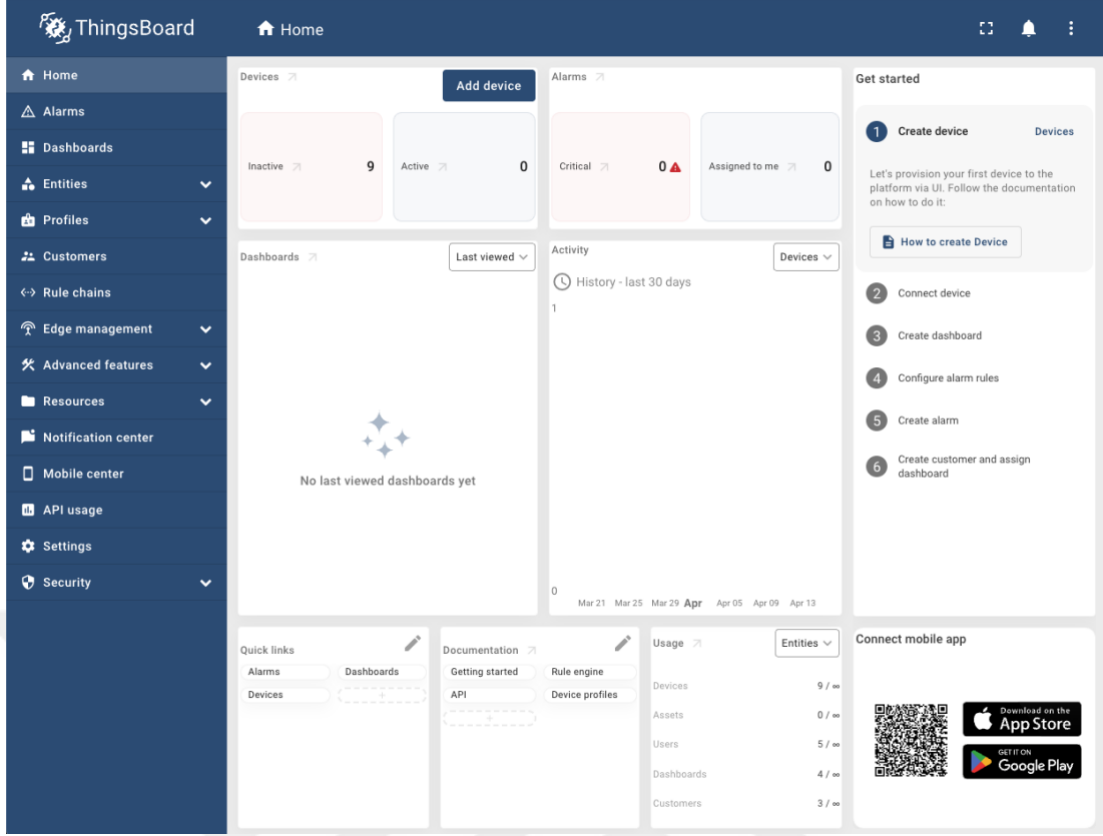 ThingsBoard
Home
Home
Alarms
Dashboards
Entities
Profiles
Customers
Rule chains
Edge management
Advanced features
Resources
Notification center
Mobile center
API usage
Settings
Security
Devices
Add device
Inactive 9
Active 0
Alarms
Critical 0
Assigned to me 0
Dashboards
Last viewed
No last viewed dashboards yet
Activity
Devices
History - last 30 days
1
0
Mar 21 Mar 25 Mar 29 Apr Apr 05 Apr 09 Apr 13
Get started
1 Create device Devices
Let's provision your first device to the
platform via UI. Follow the documentation
on how to do it:
How to create Device
2 Connect device
3 Create dashboard
4 Configure alarm rules
5 Create alarm
6 Create customer and assign
dashboard
Quick links
Alarms Dashboards
Devices +
Documentation
Getting started Rule engine
API Device profiles
+
Usage
Entities
Devices 9 / ∞
Assets 0 / ∞
Users 5 / ∞
Dashboards 4 / ∞
Customers 3 / ∞
Connect mobile app
Download on the
App Store
GET IT ON
Google Play